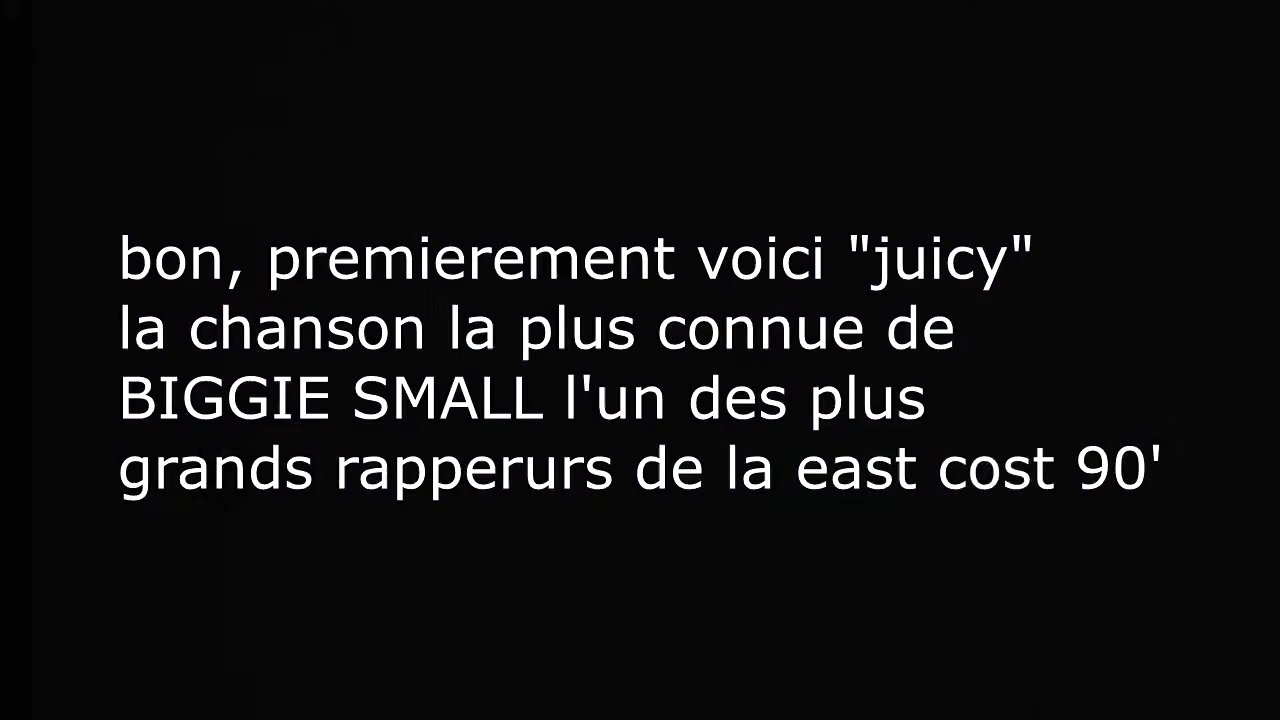 bon, premierement voici "juicy"
la chanson la plus connue de
BIGGIE SMALL l'un des plus
grands rapperurs de la east cost 90'